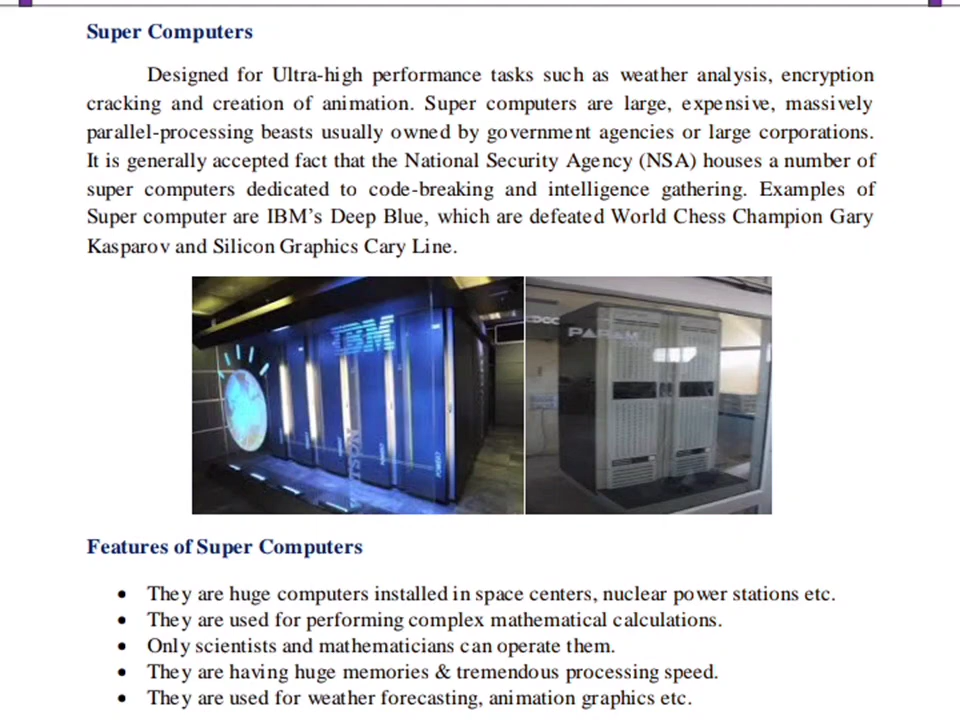 Super Computers
Designed for Ultra-high performance tasks such as weather analysis, encryption
cracking and creation of animation. Super computers are large, expensive, massively
parallel-processing beasts usually owned by government agencies or large corporations.
It is generally accepted fact that the National Security Agency (NSA) houses a number of
super computers dedicated to code-breaking and intelligence gathering. Examples of
Super computer are IBM's Deep Blue, which are defeated World Chess Champion Gary
Kasparov and Silicon Graphics Cary Line.
IBM
WATSON
CDCC
PARAM
Features of Super Computers
• They are huge computers installed in space centers, nuclear power stations etc.
• They are used for performing complex mathematical calculations.
• Only scientists and mathematicians can operate them.
• They are having huge memories & tremendous processing speed.
• They are used for weather forecasting, animation graphics etc.